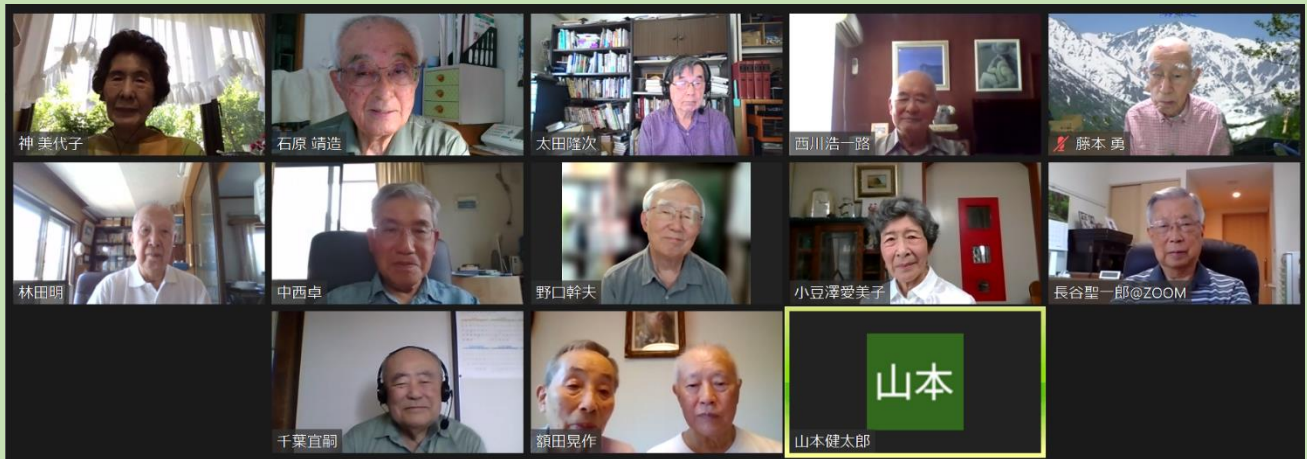 神 美代子
石原 靖造
太田隆次
西川浩一路
藤本 勇
林田明
中西卓
野口幹夫
小豆澤愛美子
長谷聖一郎@ZOOM
千葉宜嗣
額田晃作
山本
山本健太郎